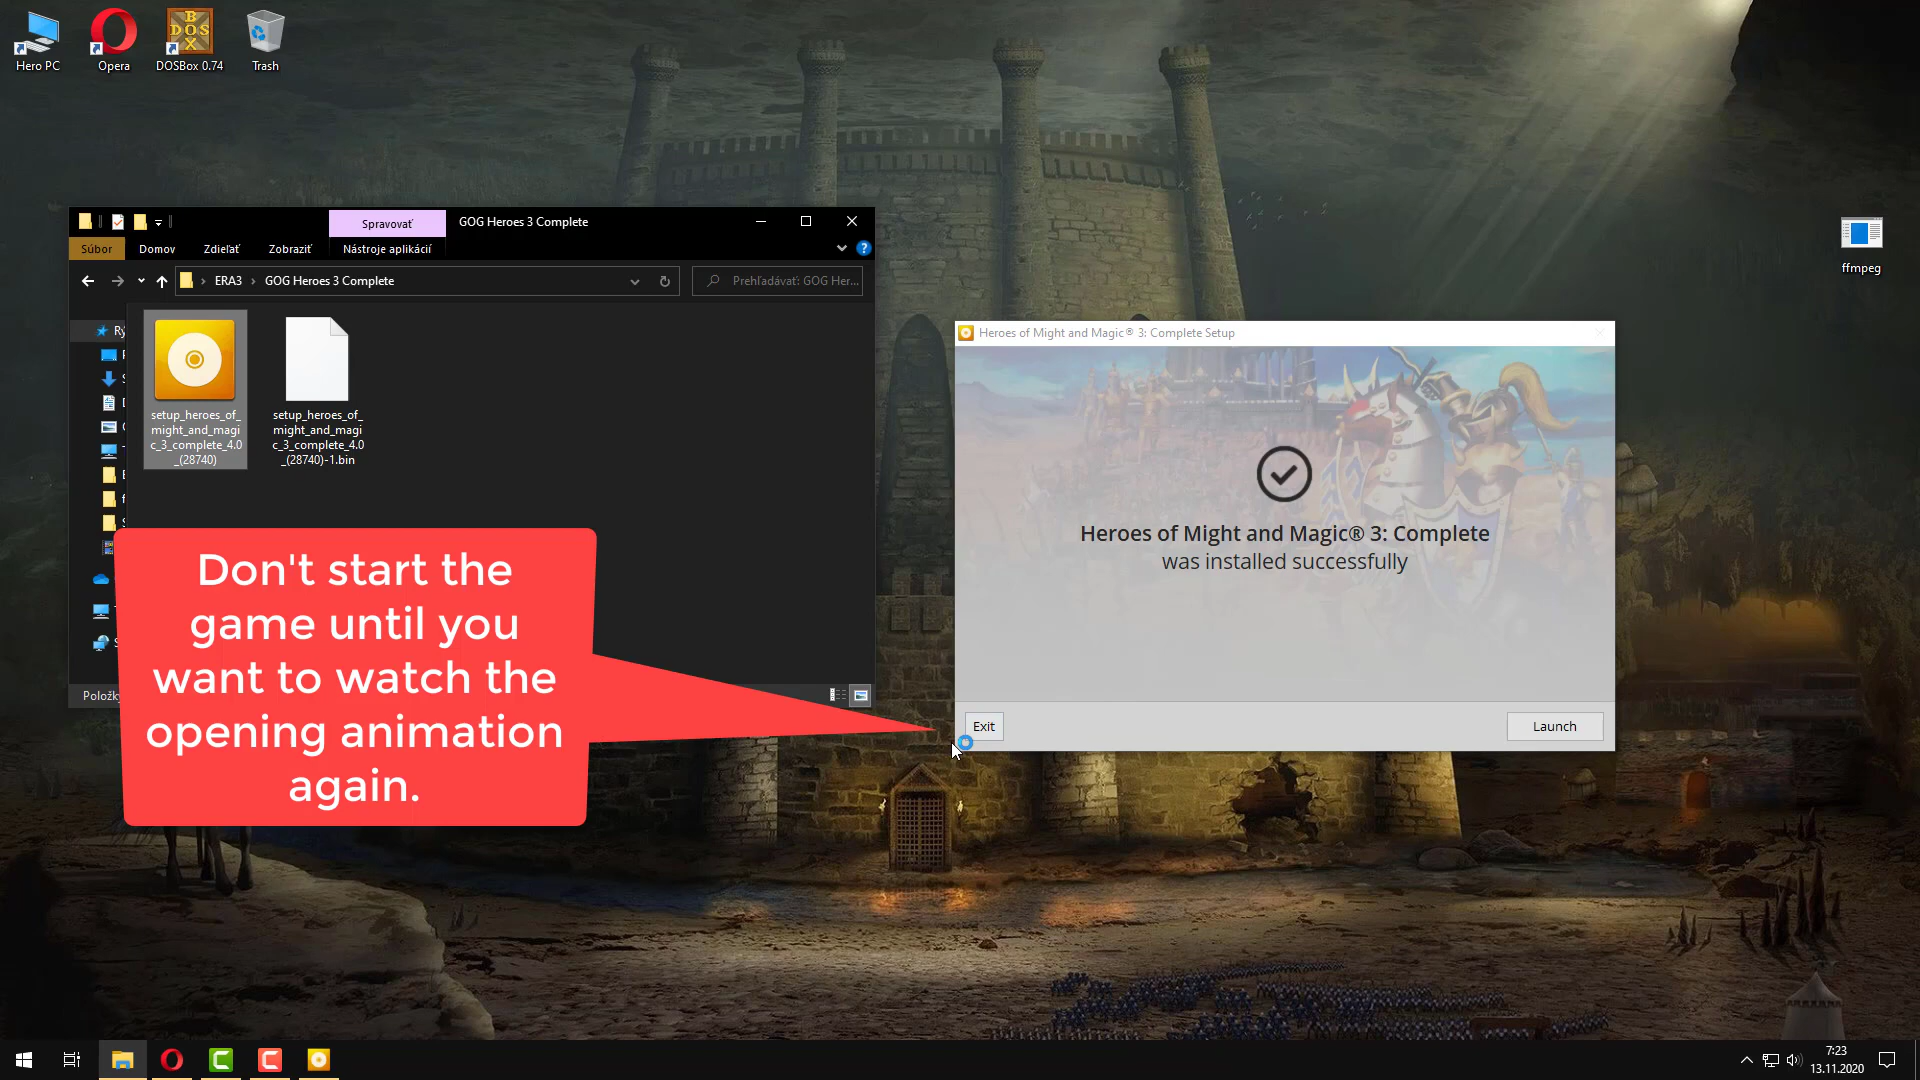 Hero PC
Opera
DOSBox 0.74
Trash
Spravovať
GOG Heroes 3 Complete
Súbor
Domov
Zdieľať
Zobraziť
Nástroje aplikácií
ERA3 › GOG Heroes 3 Complete
Prehľadávať: GOG Her...
setup_heroes_of_
might_and_magi
c_3_complete_4.0
_(28740)
setup_heroes_of_
might_and_magi
c_3_complete_4.0
_(28740)-1.bin
Don't start the
game until you
want to watch the
opening animation
again.
Heroes of Might and Magic® 3: Complete Setup
Heroes of Might and Magic® 3: Complete
was installed successfully
Exit
Launch
ffmpeg
7:23
13.11.2020